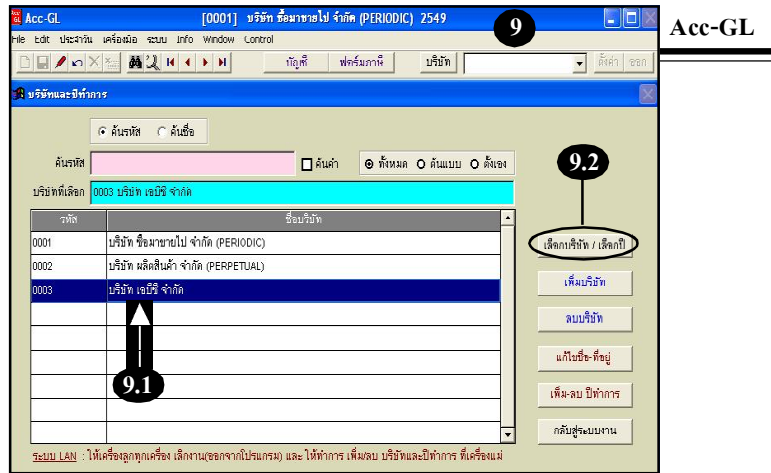 Acc-GL [0001] บริษัท ซื้อมาขายไป จำกัด (PERIODIC) 2549
9
Acc-GL
File Edit ประจำวัน เครื่องมือ ระบบ Info Window Control
บัญชี ฟอร์มภาษี บริษัท ตั้งค่า ออก
บริษัทและปีทำการ
ค้นรหัส ค้นชื่อ
ค้นรหัส ค้นคำ ทั้งหมด ต้นแบบ ตั้งเอง
9.2
บริษัทที่เลือก 0003 บริษัท เอบีซี จำกัด
รหัส ชื่อบริษัท
0001 บริษัท ซื้อมาขายไป จำกัด (PERIODIC)
0002 บริษัท ผลิตสินค้า จำกัด (PERPETUAL)
0003 บริษัท เอบีซี จำกัด
9.1
เลือกบริษัท / เลือกปี
เพิ่มบริษัท
ลบบริษัท
แก้ไขชื่อ-ที่อยู่
เพิ่ม-ลบ ปีทำการ
กลับสู่ระบบงาน
ระบบ LAN : ให้เครื่องลูกทุกเครื่อง เลิกงาน(ออกจากโปรแกรม) และ ให้ทำการ เพิ่ม/ลบ บริษัทและปีทำการ ที่เครื่องแม่